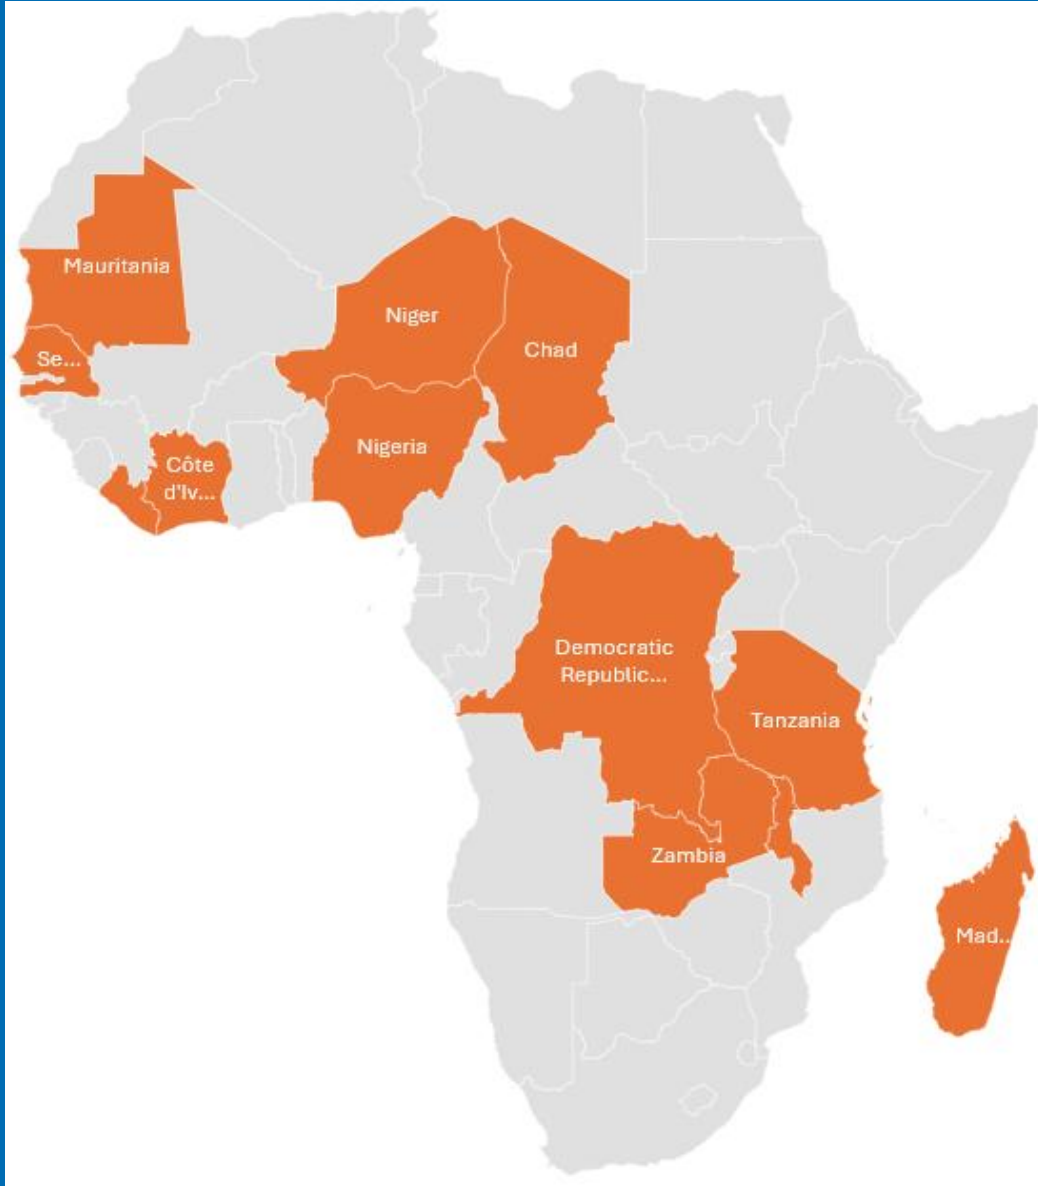 Mauritania
Niger
Chad
Se...
Nigeria
Côte
d'Iv...
Democratic
Republic...
Tanzania
Zambia
Mad...